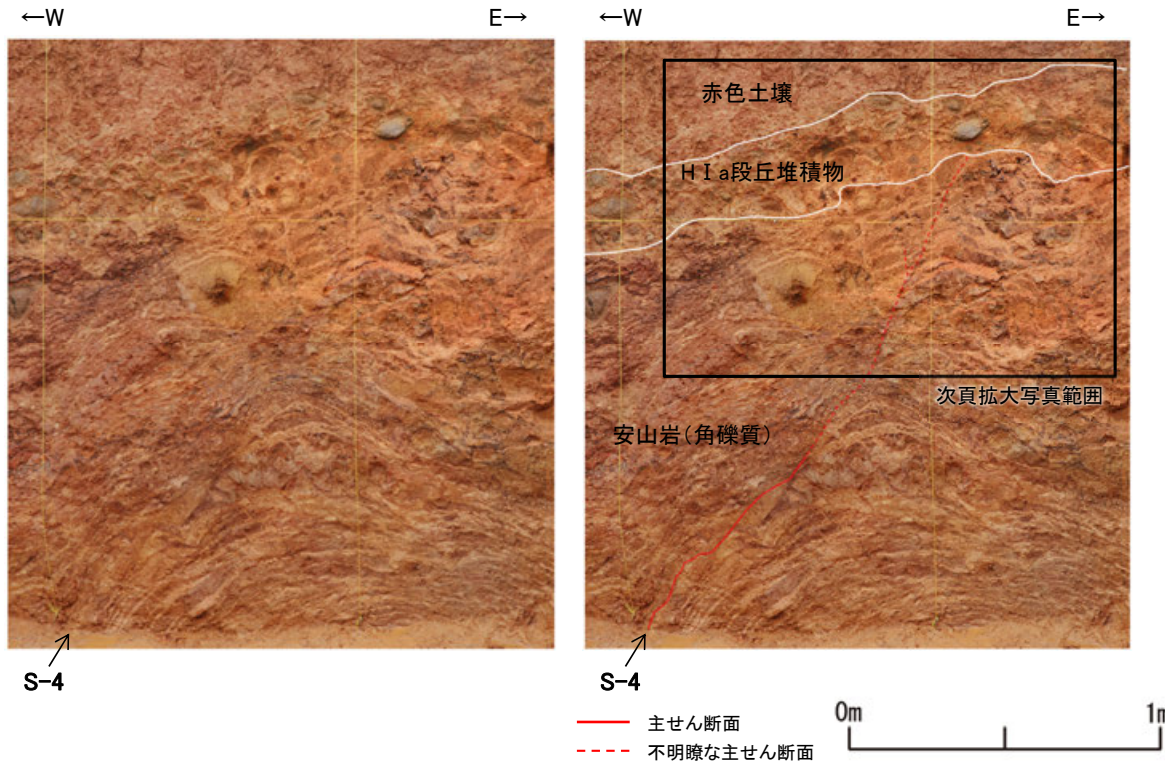 ←W
E→
←W
E→
赤色土壌
HⅠa段丘堆積物
次頁拡大写真範囲
安山岩(角礫質)
S-4
S-4
主せん断面
不明瞭な主せん断面
0m
1m